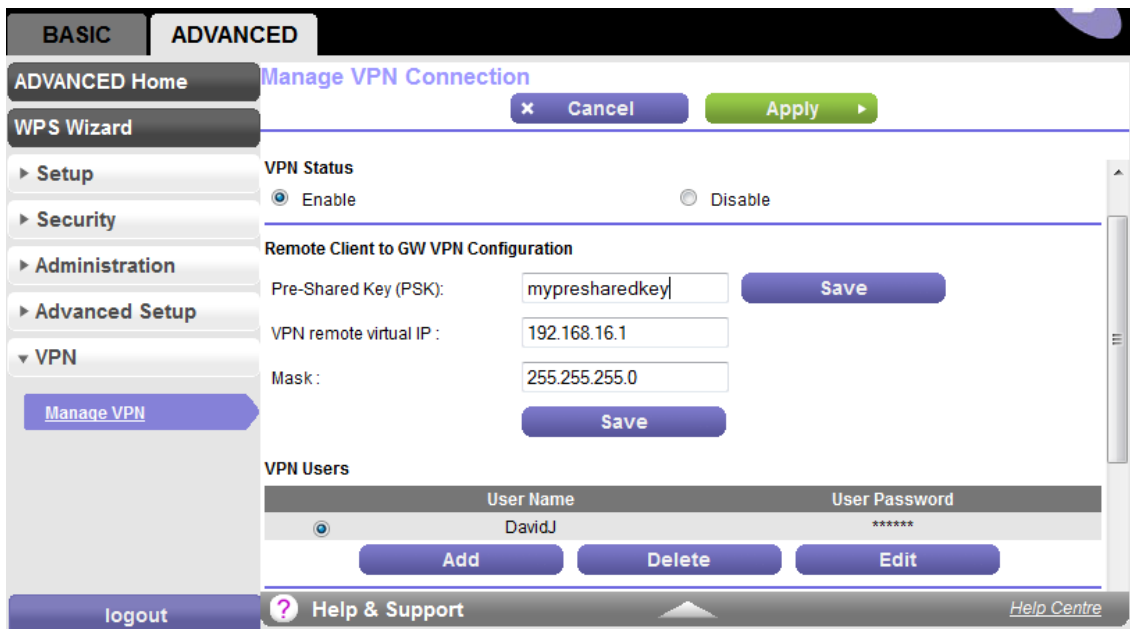 BASIC ADVANCED
ADVANCED Home
WPS Wizard
Setup
Security
Administration
Advanced Setup
VPN
Manage VPN
logout
Manage VPN Connection
Cancel Apply
VPN Status
Enable Disable
Remote Client to GW VPN Configuration
Pre-Shared Key (PSK): mypresharedkey Save
VPN remote virtual IP : 192.168.16.1
Mask : 255.255.255.0
Save
VPN Users
User Name User Password
DavidJ ******
Add Delete Edit
? Help & Support Help Centre